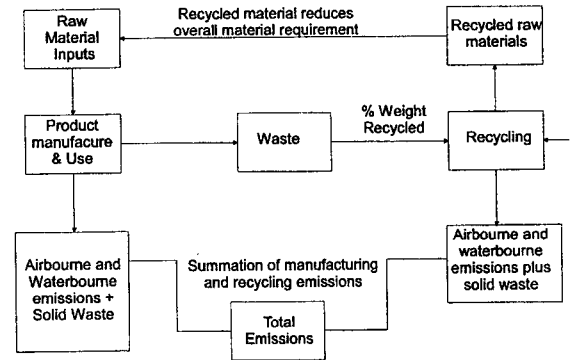 Raw
Material
Inputs
Recycled material reduces
overall material requirement
Recycled raw
materials
Product
manufacure
& Use
Waste
% Weight
Recycled
Recycling
Airbourne and
Waterbourne
emissions +
Solid Waste
Summation of manufacturing
and recycling emissions
Total
Emissions
Airbourne and
waterbourne
emissions plus
solid waste